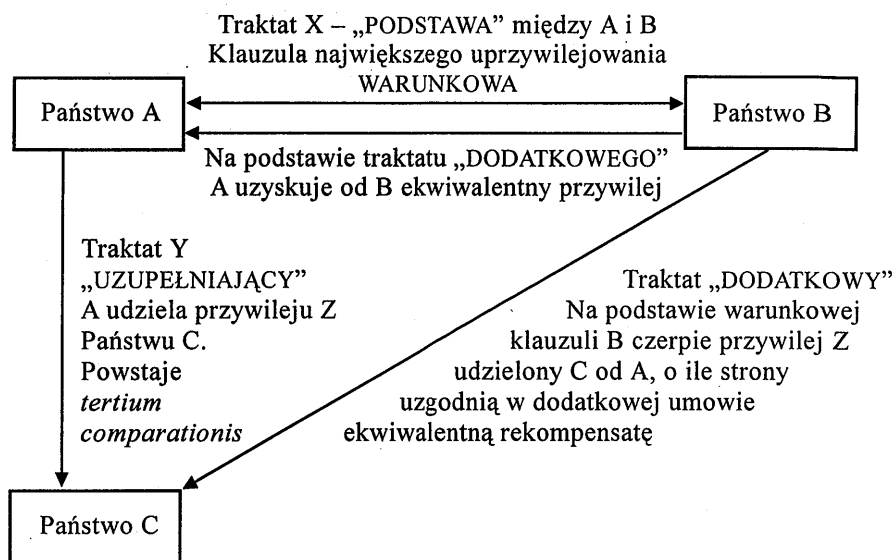 Traktat X – „PODSTAWA” między A i B
Klauzula największego uprzywilejowania
WARUNKOWA
Państwo A
Państwo B
Na podstawie traktatu „DODATKOWEGO”
A uzyskuje od B ekwiwalentny przywilej
Traktat Y
„UZUPEŁNIAJĄCY”
A udziela przywileju Z
Państwu C.
Powstaje
tertium
comparationis
Traktat „DODATKOWY”
Na podstawie warunkowej
klauzuli B czerpie przywilej Z
udzielony C od A, o ile strony
uzgodnią w dodatkowej umowie
ekwiwalentną rekompensatę
Państwo C